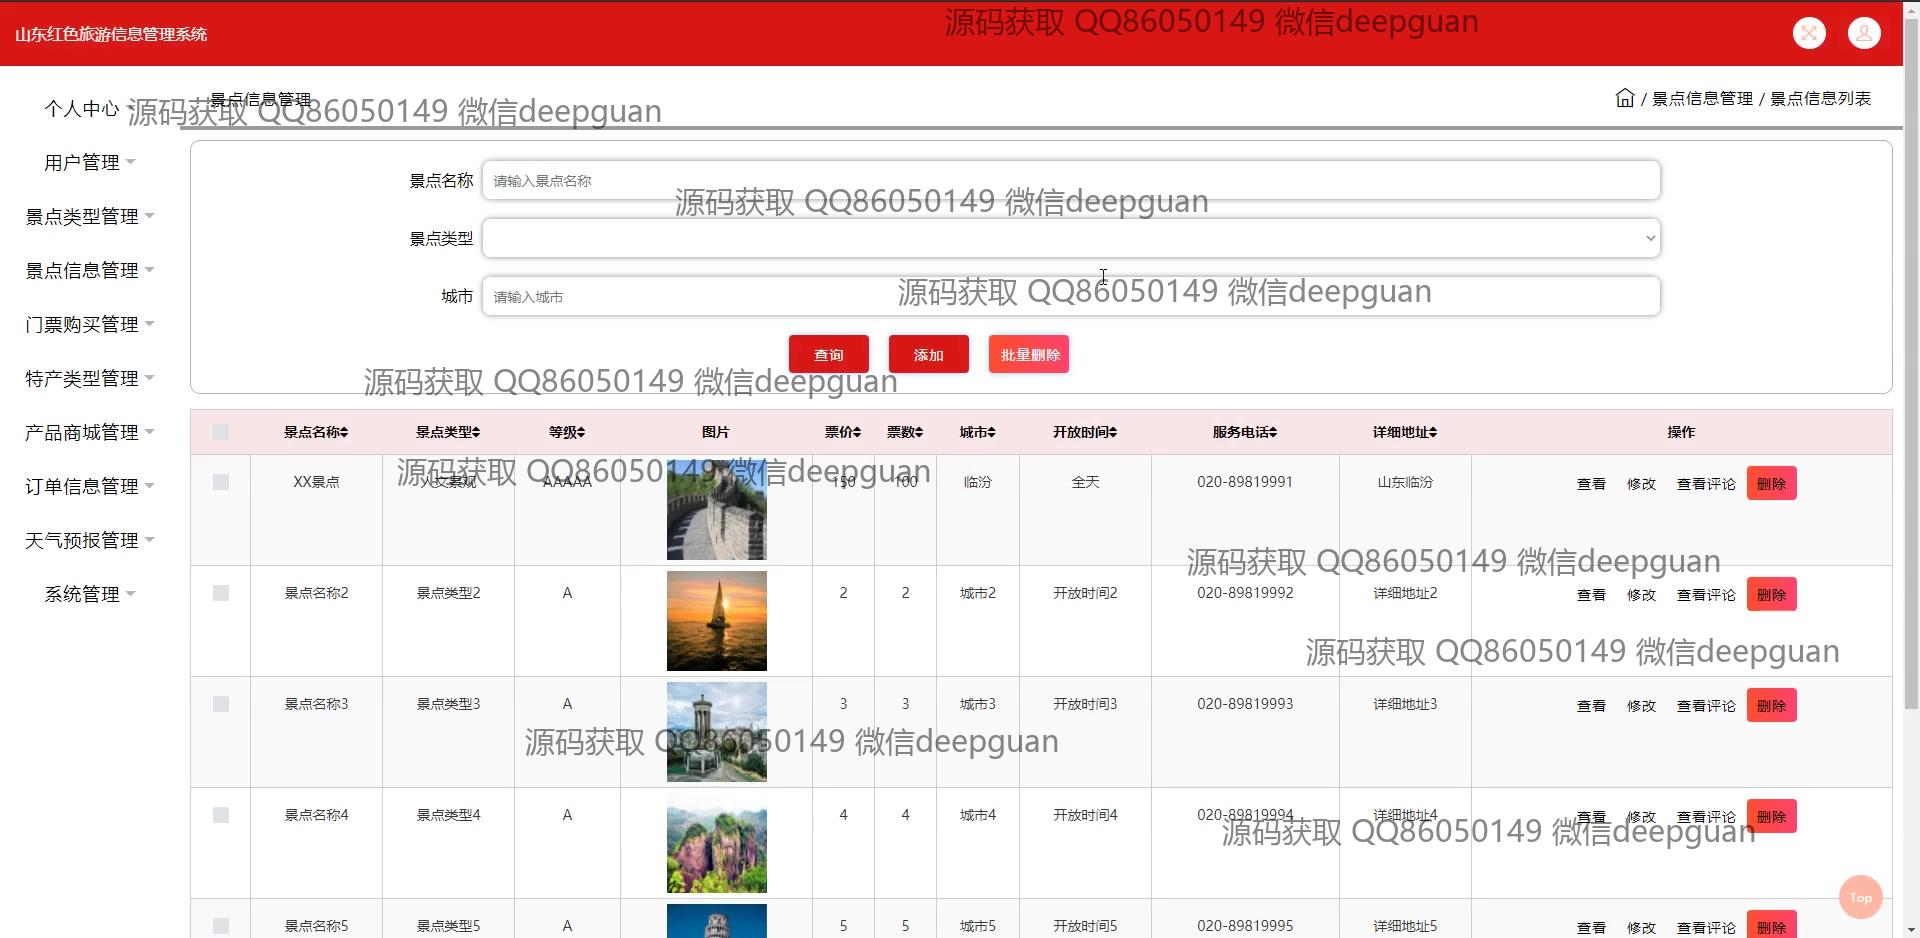 源码获取 QQ86050149 微信deepguan
山东红色旅游信息管理系统
个人中心
景点信息管理
源码获取 QQ86050149 微信deepguan
/ 景点信息管理 / 景点信息列表
用户管理
景点类型管理
景点信息管理
门票购买管理
特产类型管理
产品商城管理
订单信息管理
天气预报管理
系统管理
景点名称 请输入景点名称
源码获取 QQ86050149 微信deepguan
景点类型
城市 请输入城市
源码获取 QQ86050149 微信deepguan
查询 添加 批量删除
源码获取 QQ86050149 微信deepguan
景点名称 景点类型 等级 图片 票价 票数 城市 开放时间 服务电话 详细地址 操作
源码获取 QQ86050149 微信deepguan
XX景点 人文景观 AAAAA 150 100 临汾 全天 020-89819991 山东临汾 查看 修改 查看评论 删除
源码获取 QQ86050149 微信deepguan
景点名称2 景点类型2 A 2 2 城市2 开放时间2 020-89819992 详细地址2 查看 修改 查看评论 删除
源码获取 QQ86050149 微信deepguan
景点名称3 景点类型3 A 3 3 城市3 开放时间3 020-89819993 详细地址3 查看 修改 查看评论 删除
源码获取 QQ86050149 微信deepguan
景点名称4 景点类型4 A 4 4 城市4 开放时间4 020-89819994 详细地址4 查看 修改 查看评论 删除
源码获取 QQ86050149 微信deepguan
Top
景点名称5 景点类型5 A 5 5 城市5 开放时间5 020-89819995 详细地址5 查看 修改 查看评论 删除